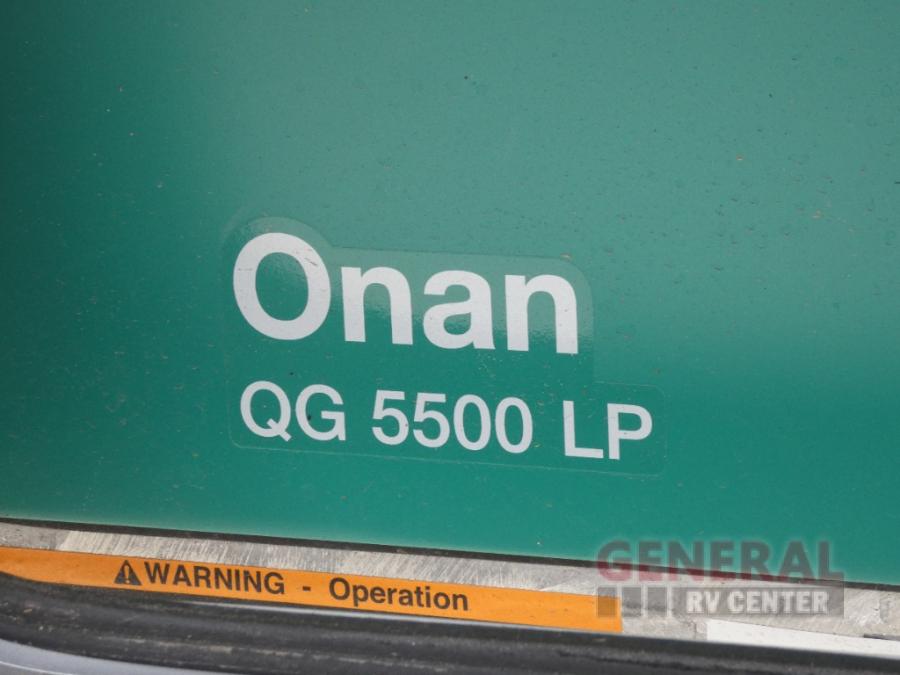 Onan
QG 5500 LP
WARNING - Operation
GENERAL
RV CENTER